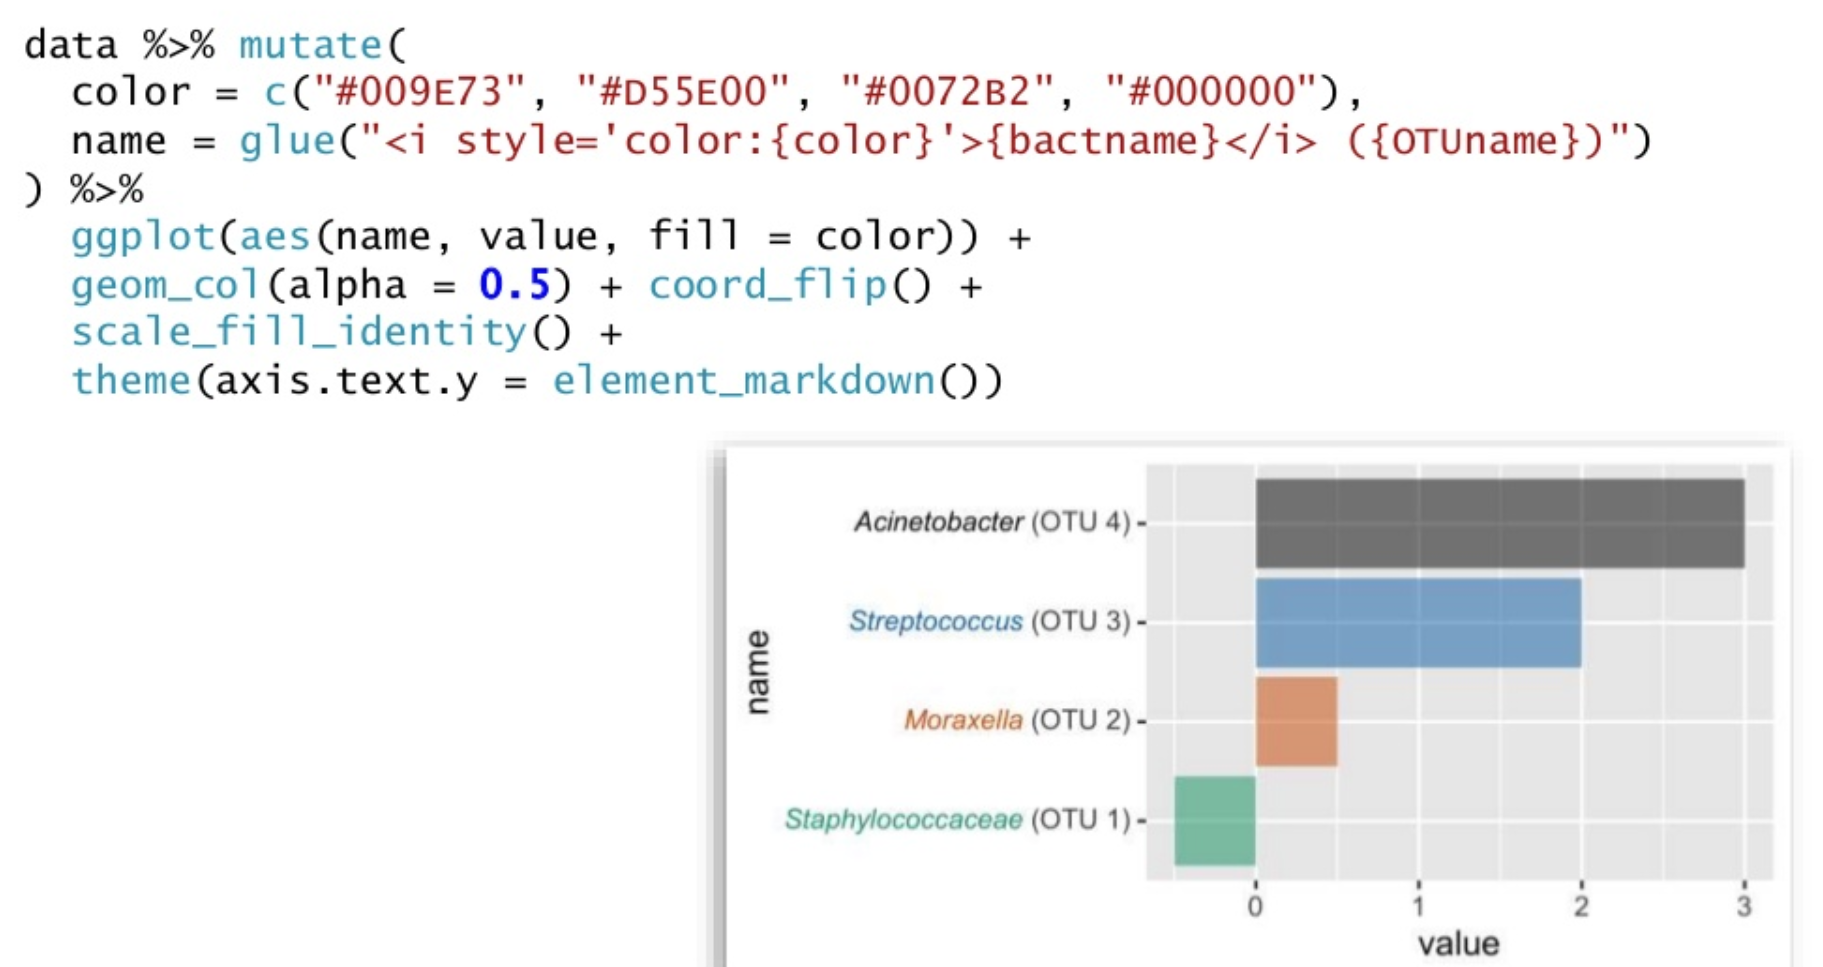 data %>% mutate(
  color = c("#009E73", "#D55E00", "#0072B2", "#000000"),
  name = glue("<i style='color:{color}'>{bactname}</i> ({OTUname})")
) %>%
  ggplot(aes(name, value, fill = color)) +
  geom_col(alpha = 0.5) + coord_flip() +
  scale_fill_identity() +
  theme(axis.text.y = element_markdown())
Acinetobacter (OTU 4)
Streptococcus (OTU 3)
name
Moraxella (OTU 2)
Staphylococcaceae (OTU 1)
0 1 2 3
value